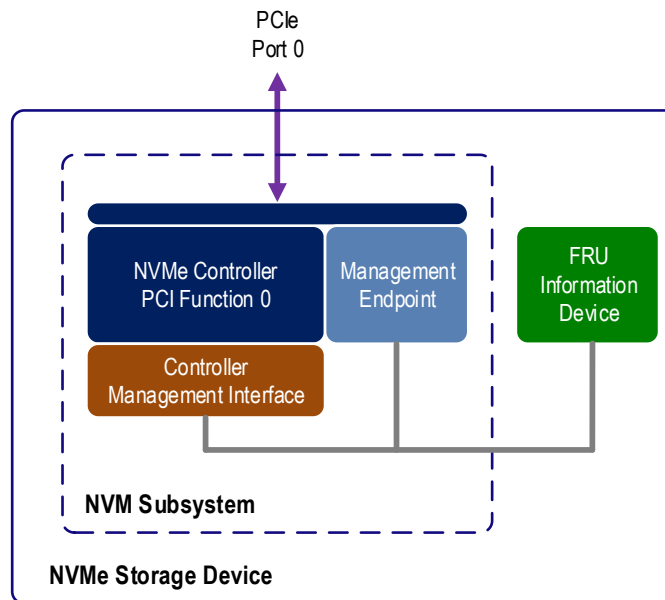 PCIe
Port 0
NVMe Controller
PCI Function 0
Management
Endpoint
FRU
Information
Device
Controller
Management Interface
NVM Subsystem
NVMe Storage Device